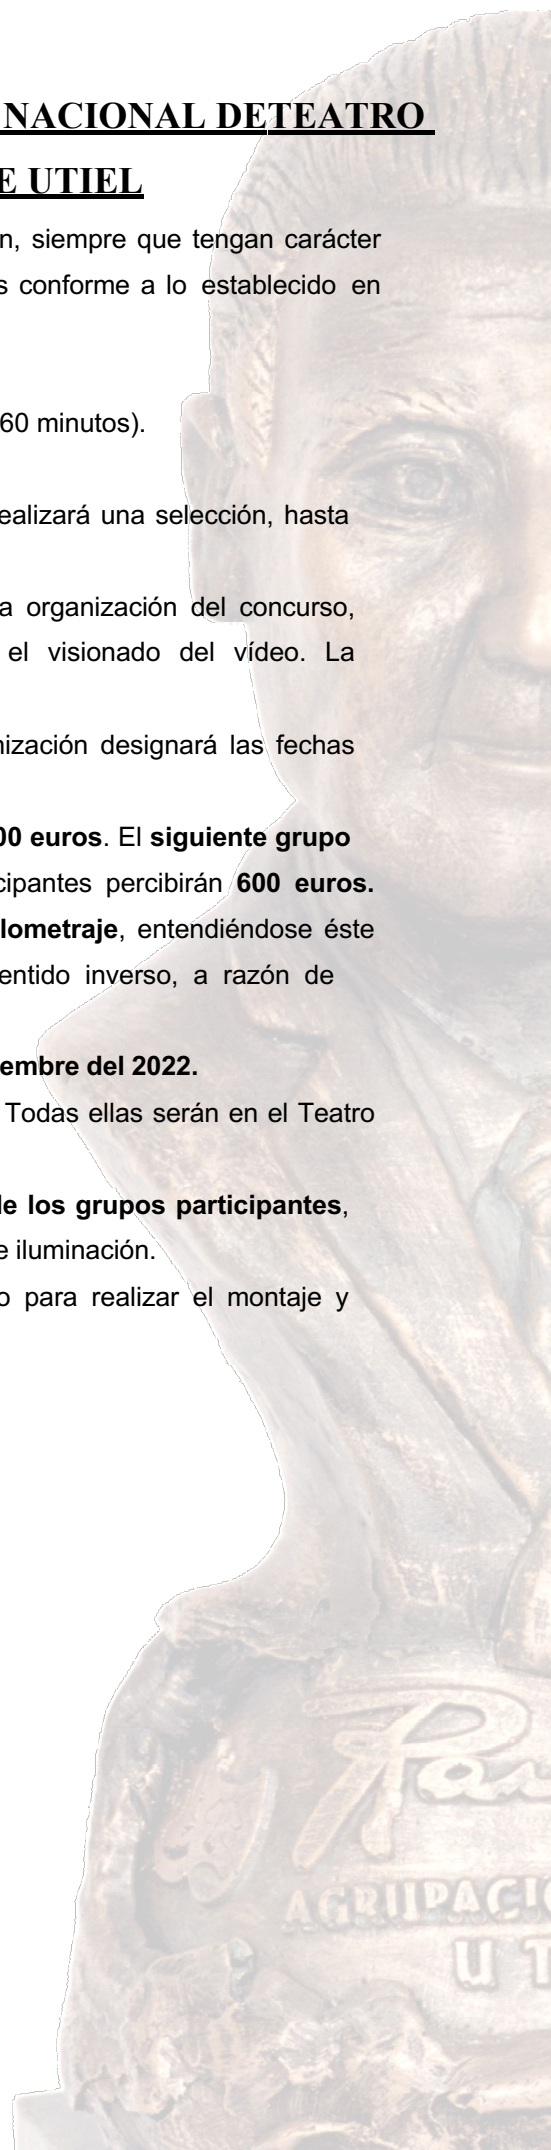 NACIONAL DETEATRO
E UTIEL
n, siempre que tengan carácter
s conforme a lo establecido en
60 minutos).
ealizará una selección, hasta
a organización del concurso,
el visionado del vídeo. La
nización designará las fechas
00 euros. El siguiente grupo
cipantes percibirán 600 euros.
lometraje, entendiéndose éste
entido inverso, a razón de
embre del 2022.
Todas ellas serán en el Teatro
de los grupos participantes,
e iluminación.
o para realizar el montaje y
AGRUPACIÓ
UT